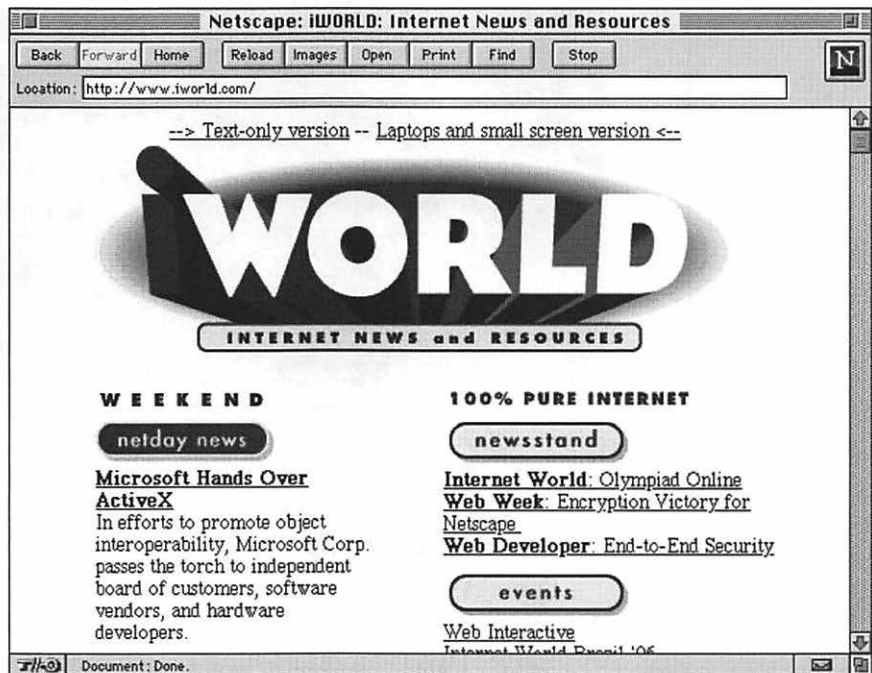 Netscape: iWORLD: Internet News and Resources
Back Forward Home Reload Images Open Print Find Stop
N
Location: http://www.iworld.com/
--> Text-only version -- Laptops and small screen version <--
iWORLD
INTERNET NEWS and RESOURCES
WEEKEND
netday news
Microsoft Hands Over
ActiveX
In efforts to promote object
interoperability, Microsoft Corp.
passes the torch to independent
board of customers, software
vendors, and hardware
developers.
100% PURE INTERNET
newsstand
Internet World: Olympiad Online
Web Week: Encryption Victory for
Netscape
Web Developer: End-to-End Security
events
Web Interactive
Internet World Brazil '96
Document: Done.